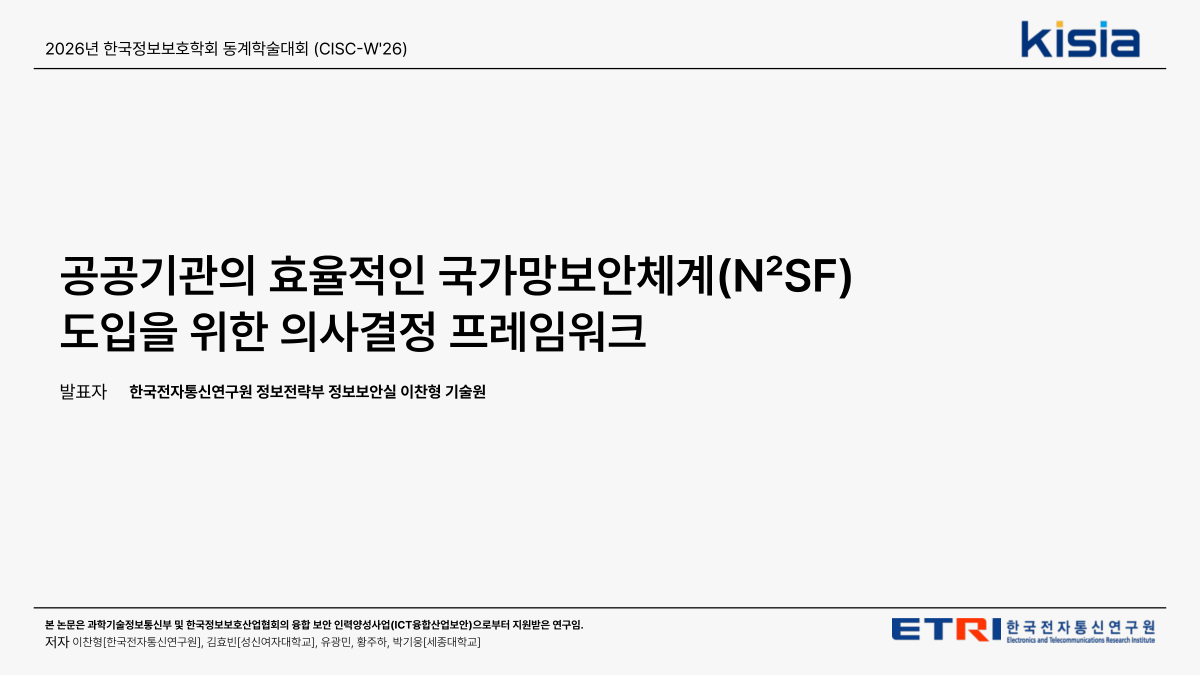 2026년 한국정보보호학회 동계학술대회 (CISC-W'26)
kisia
공공기관의 효율적인 국가망보안체계(N²SF)
도입을 위한 의사결정 프레임워크
발표자 한국전자통신연구원 정보전략부 정보보안실 이찬형 기술원
본 논문은 과학기술정보통신부 및 한국정보보호산업협회의 융합 보안 인력양성사업(ICT융합산업보안)으로부터 지원받은 연구임.
저자 이찬형[한국전자통신연구원], 김효빈[성신여자대학교], 유광민, 황주하, 박기웅[세종대학교]
ETRI 한국전자통신연구원
Electronics and Telecommunications Research Institute